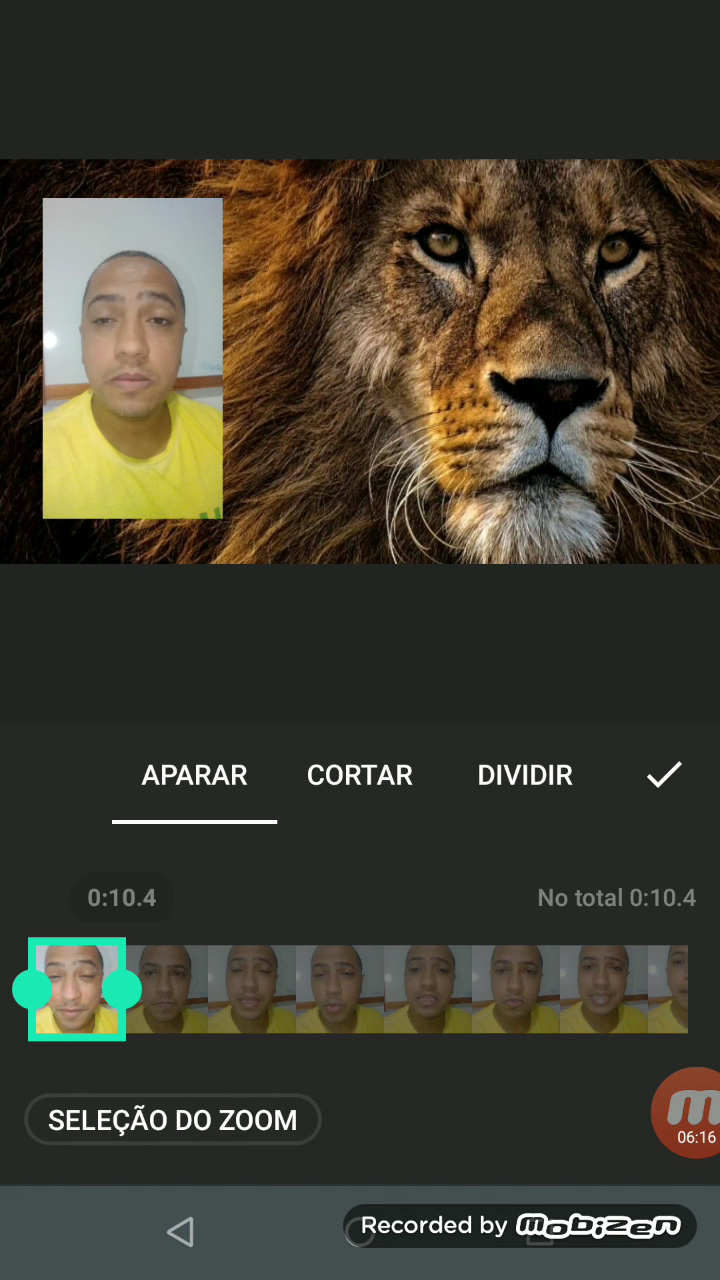 APARAR CORTAR DIVIDIR
0:10.4 No total 0:10.4
SELEÇÃO DO ZOOM
06:16
Recorded by mobizen